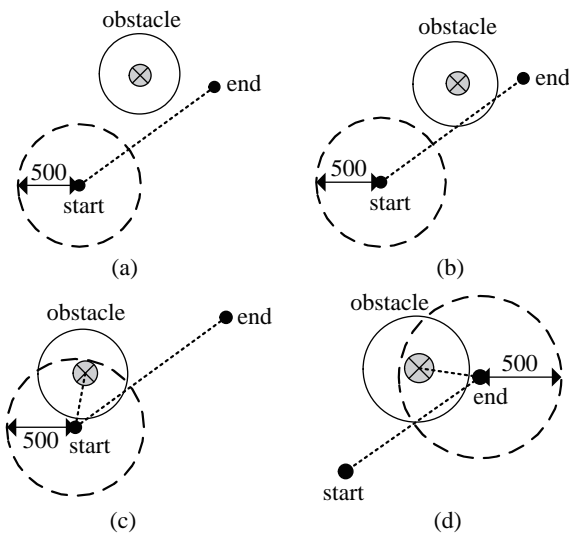 obstacle
end
500
start
(a)
obstacle
end
500
start
(b)
obstacle
end
500
start
(c)
obstacle
500
end
start
(d)